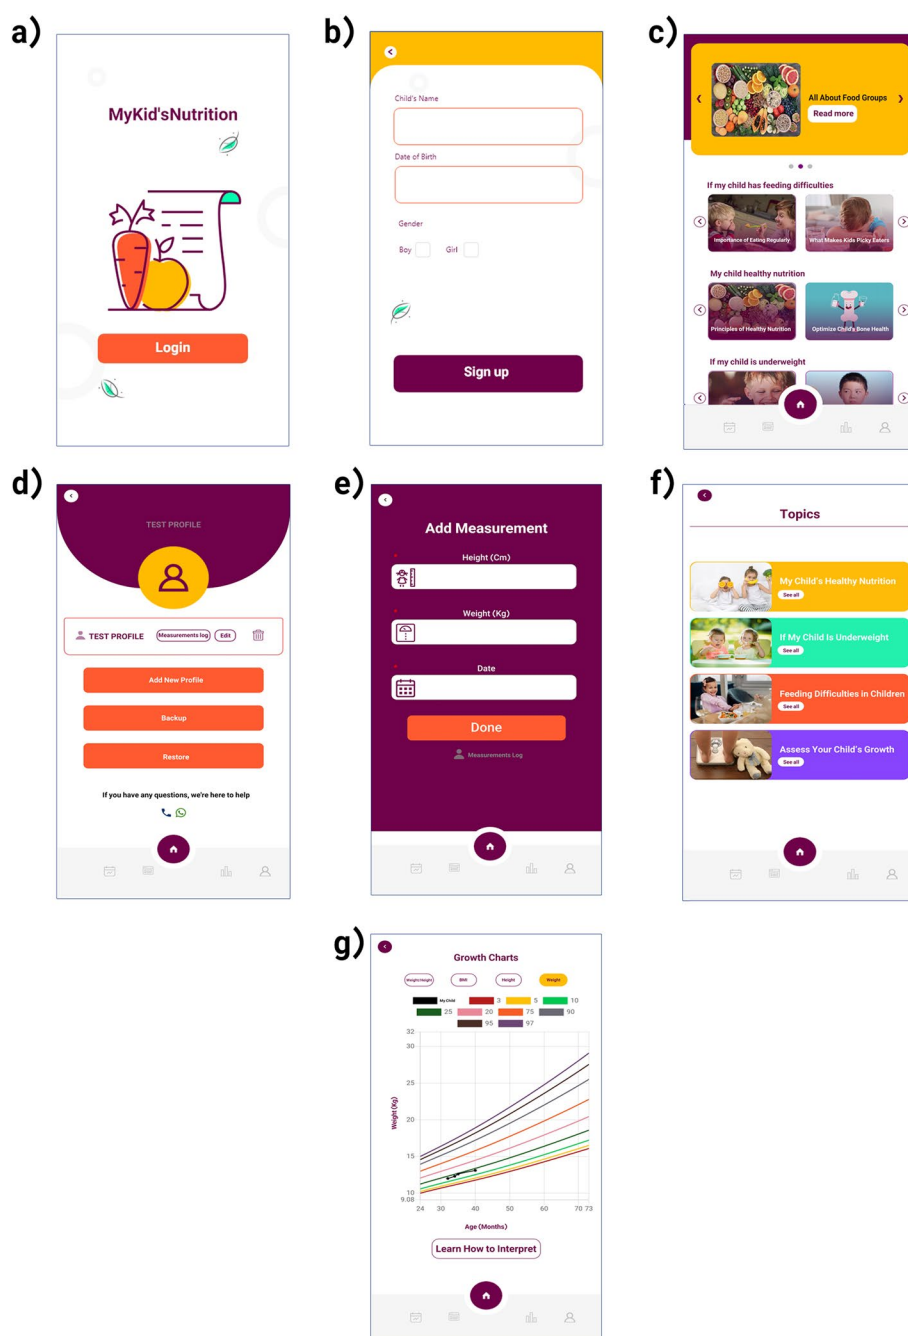 a)
MyKid'sNutrition
Login
b)
Child's Name
Date of Birth
Gender
Boy Girl
Sign up
c)
All About Food Groups
Read more
If my child has feeding difficulties
Importance of Eating Regularly
What Makes Kids Picky Eaters
My child healthy nutrition
Principles of Healthy Nutrition
Optimize Child's Bone Health
If my child is underweight
d)
TEST PROFILE
TEST PROFILE Measurements log Edit
Add New Profile
Backup
Restore
If you have any questions, we're here to help
e)
Add Measurement
* Height (Cm)
* Weight (Kg)
* Date
Done
Measurements Log
f)
Topics
My Child's Healthy Nutrition
See all
If My Child Is Underweight
See all
Feeding Difficulties in Children
See all
Assess Your Child's Growth
See all
g)
Growth Charts
Weight/Height BMI Height Weight
My Child 3 5 10
25 20 75 90
95 97
32
30
25
20
15
10
9.08
Weight (Kg)
24 30 40 50 60 70 73
Age (Months)
Learn How to Interpret